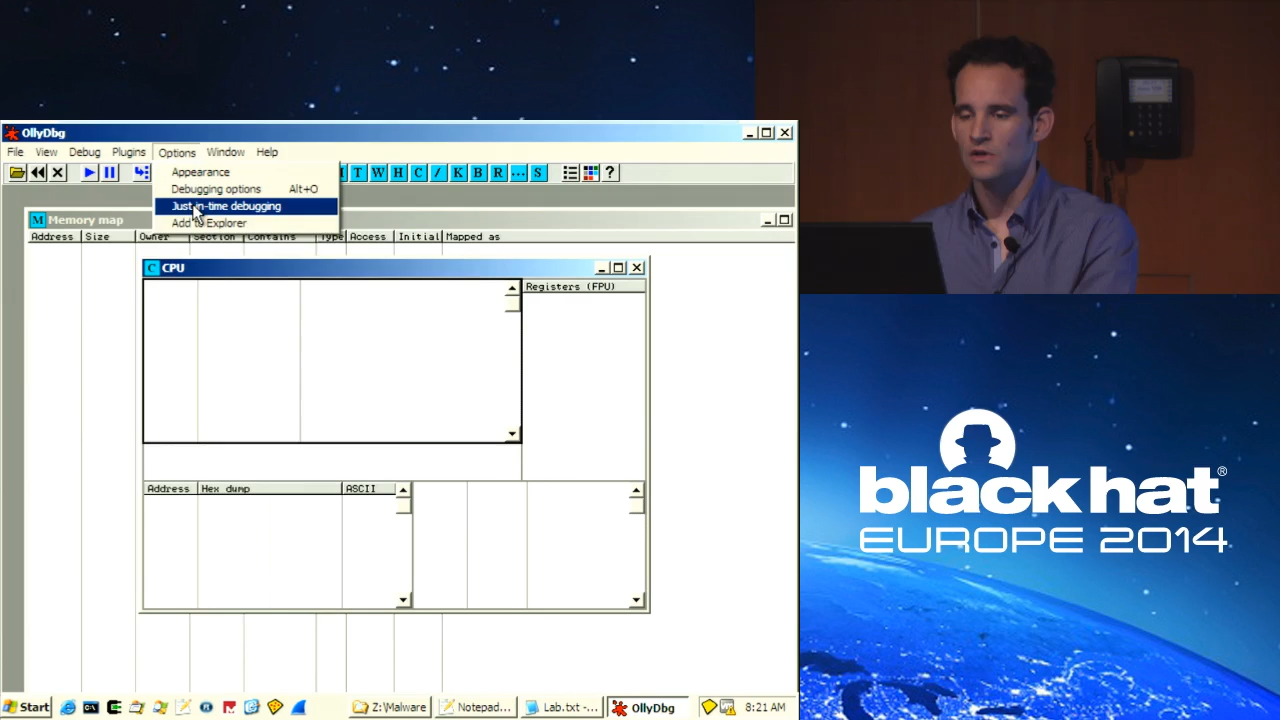 OllyDbg
File View Debug Plugins Options Window Help
T W H C / K B R ... S ?
Appearance
Debugging options Alt+O
Just-in-time debugging
Add to Explorer
M Memory map
Address Size Owner Section Contains Type Access Initial Mapped as
C CPU
Registers (FPU)
Address Hex dump ASCII
Start Z:\Malware Notepad... Lab.txt -... OllyDbg 8:21 AM
black hat®
EUROPE 2014